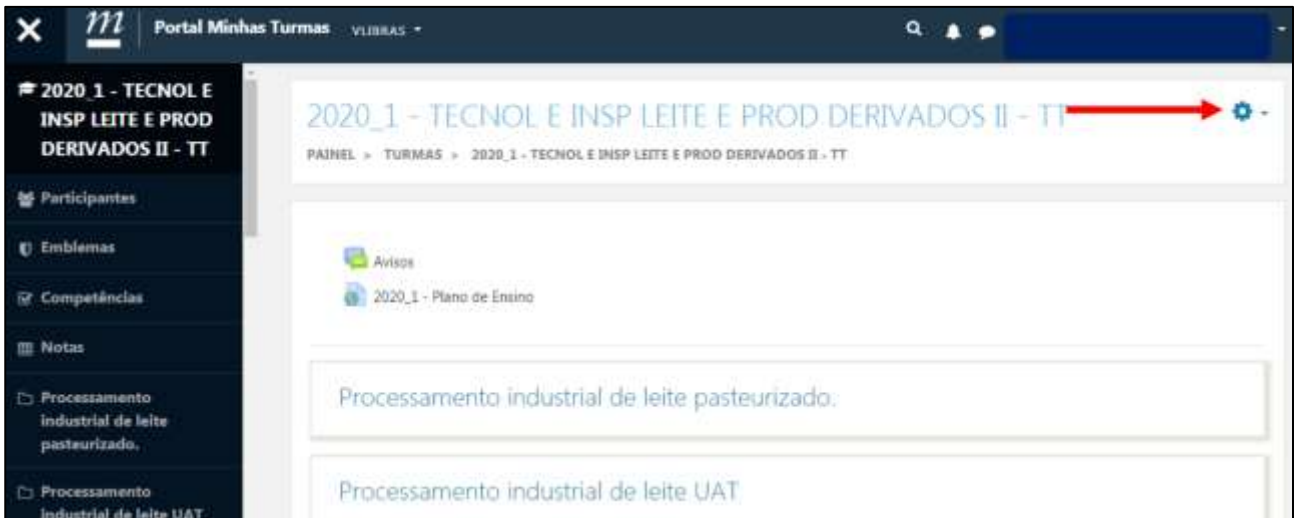 m Portal Minhas Turmas VLIBRAS
2020_1 - TECNOL E
INSP LEITE E PROD
DERIVADOS II - TT
Participantes
Emblemas
Competências
Notas
Processamento
industrial de leite
pasteurizado.
Processamento
industrial de leite UAT
2020_1 - TECNOL E INSP LEITE E PROD DERIVADOS II - TT
PAINEL > TURMAS > 2020_1 - TECNOL E INSP LEITE E PROD DERIVADOS II - TT
Avisos
2020_1 - Plano de Ensino
Processamento industrial de leite pasteurizado.
Processamento industrial de leite UAT